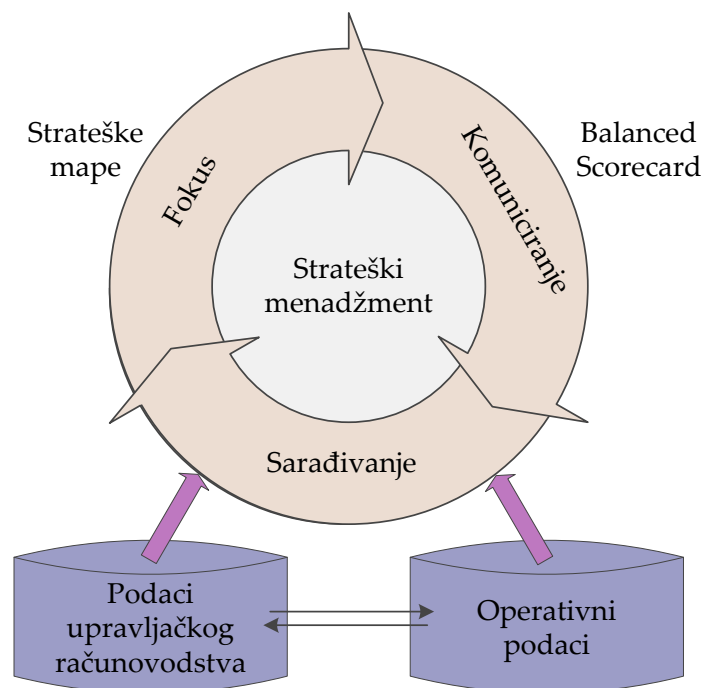 Strateške
mape
Fokus
Komuniciranje
Balanced
Scorecard
Strateški
menadžment
Sarađivanje
Podaci
upravljačkog
računovodstva
Operativni
podaci